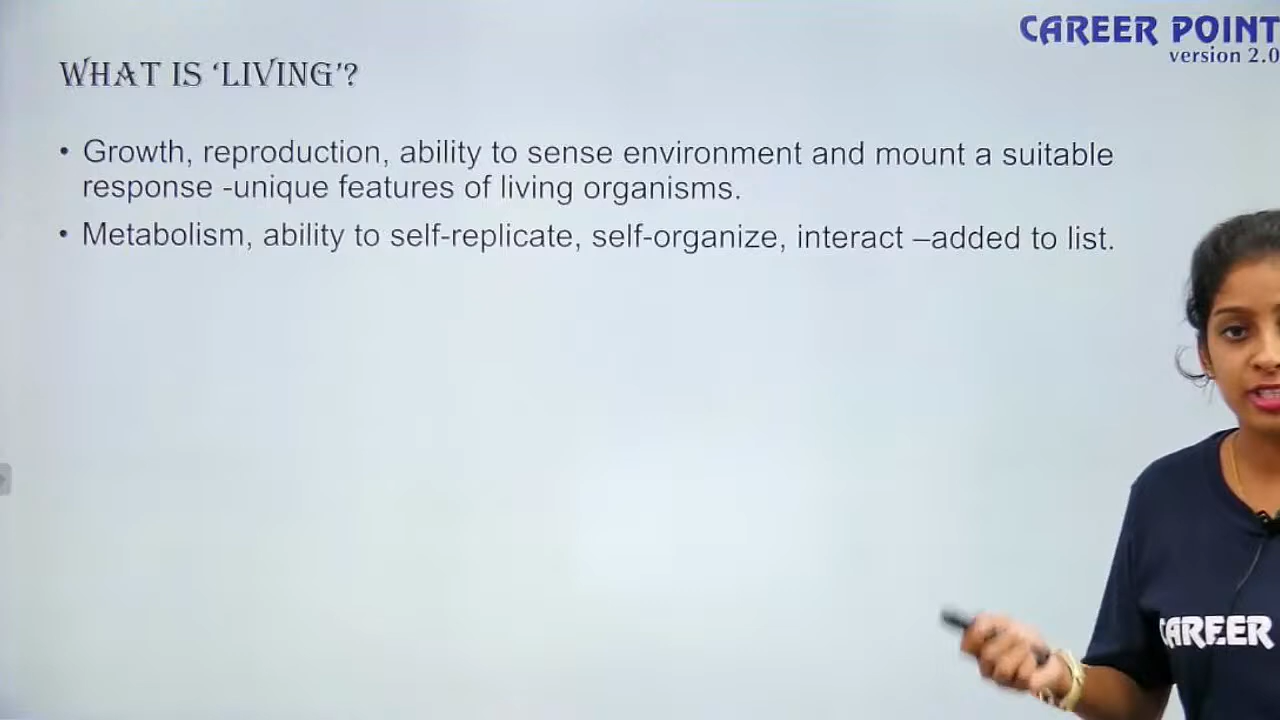 CAREER POINT
version 2.0
WHAT IS ‘LIVING’?
• Growth, reproduction, ability to sense environment and mount a suitable
response -unique features of living organisms.
• Metabolism, ability to self-replicate, self-organize, interact –added to list.
CAREER